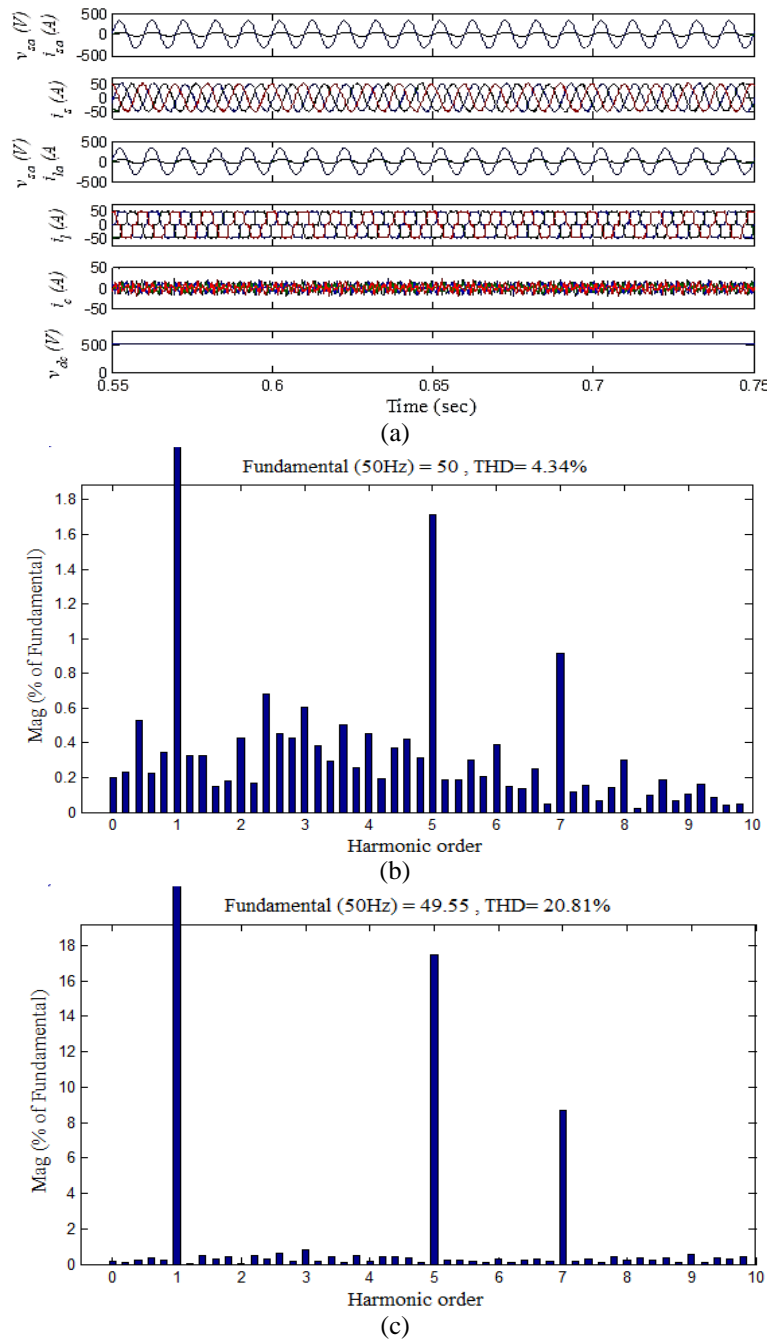 v_sa (V)
i_sa (A)
500
0
-500
i_s (A)
50
0
-50
v_sa (V)
i_la (A
500
0
-500
i_l (A)
50
0
-50
i_c (A)
50
0
-50
v_dc (V)
500
0
0.55 0.6 0.65 0.7 0.75
Time (sec)
(a)
Fundamental (50Hz) = 50 , THD= 4.34%
Mag (% of Fundamental)
1.8
1.6
1.4
1.2
1
0.8
0.6
0.4
0.2
0
0 1 2 3 4 5 6 7 8 9 10
Harmonic order
(b)
Fundamental (50Hz) = 49.55 , THD= 20.81%
Mag (% of Fundamental)
18
16
14
12
10
8
6
4
2
0
0 1 2 3 4 5 6 7 8 9 10
Harmonic order
(c)